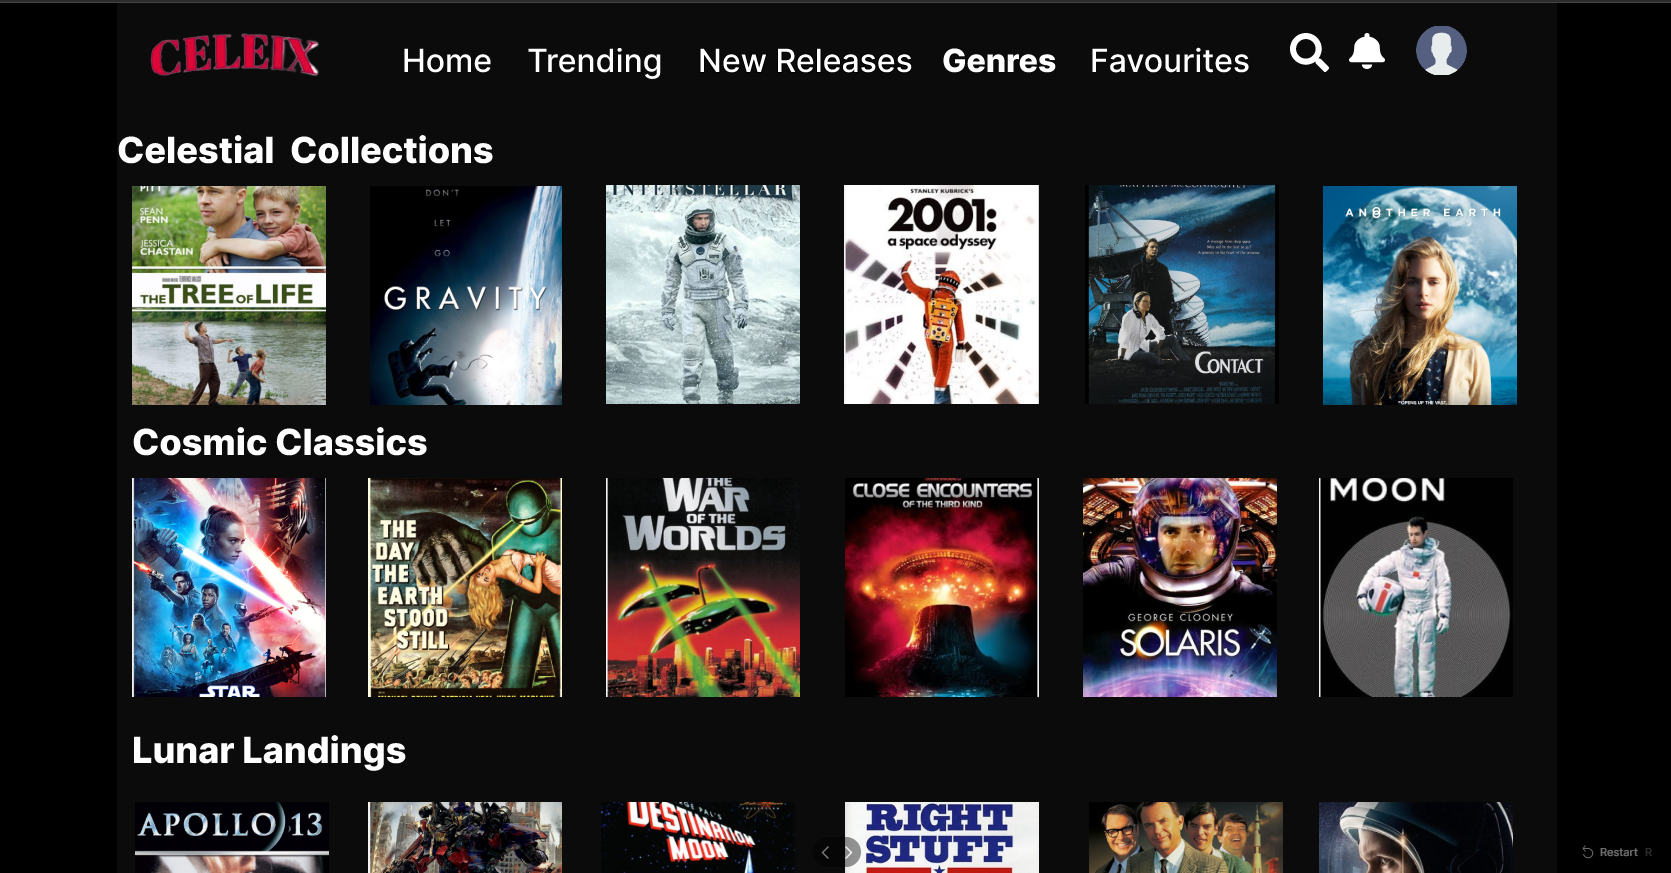 CELEIX
Home Trending New Releases Genres Favourites
Celestial Collections
PITT
SEAN
PENN
JESSICA
CHASTAIN
THE TREE OF LIFE
DON'T
LET
GO
GRAVITY
INTERSTELLAR
STANLEY KUBRICK'S
2001:
a space odyssey
MATTHEW McCONAUGHEY
CONTACT
ANOTHER EARTH
Cosmic Classics
STAR
THE
DAY
THE
EARTH
STOOD
STILL
THE
WAR
OF THE
WORLDS
CLOSE ENCOUNTERS
OF THE THIRD KIND
GEORGE CLOONEY
SOLARIS
MOON
Lunar Landings
APOLLO 13
DESTINATION
MOON
RIGHT
STUFF
Restart R